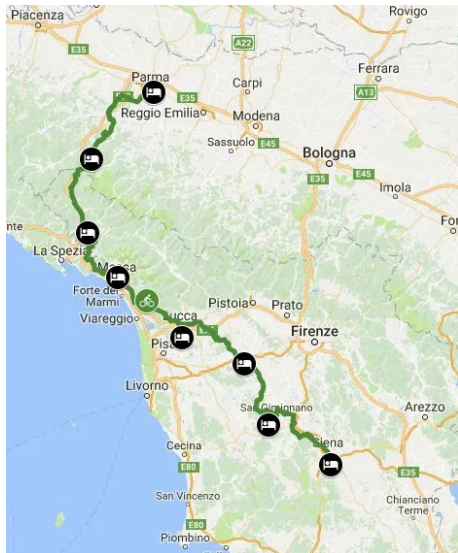 Piacenza
Rovigo
E35
A22
Parma
Ferrara
Carpi
A13
E35
Reggio Emilia
Modena
Sassuolo
E45
Bologna
E45
E35
Imola
La Spezia
Massa
Forte dei
Marmi
Pistoia
Prato
Viareggio
Firenze
Livorno
San Gimignano
Arezzo
Siena
Cecina
E80
E35
San Vincenzo
Chianciano
Terme
E80
Piombino